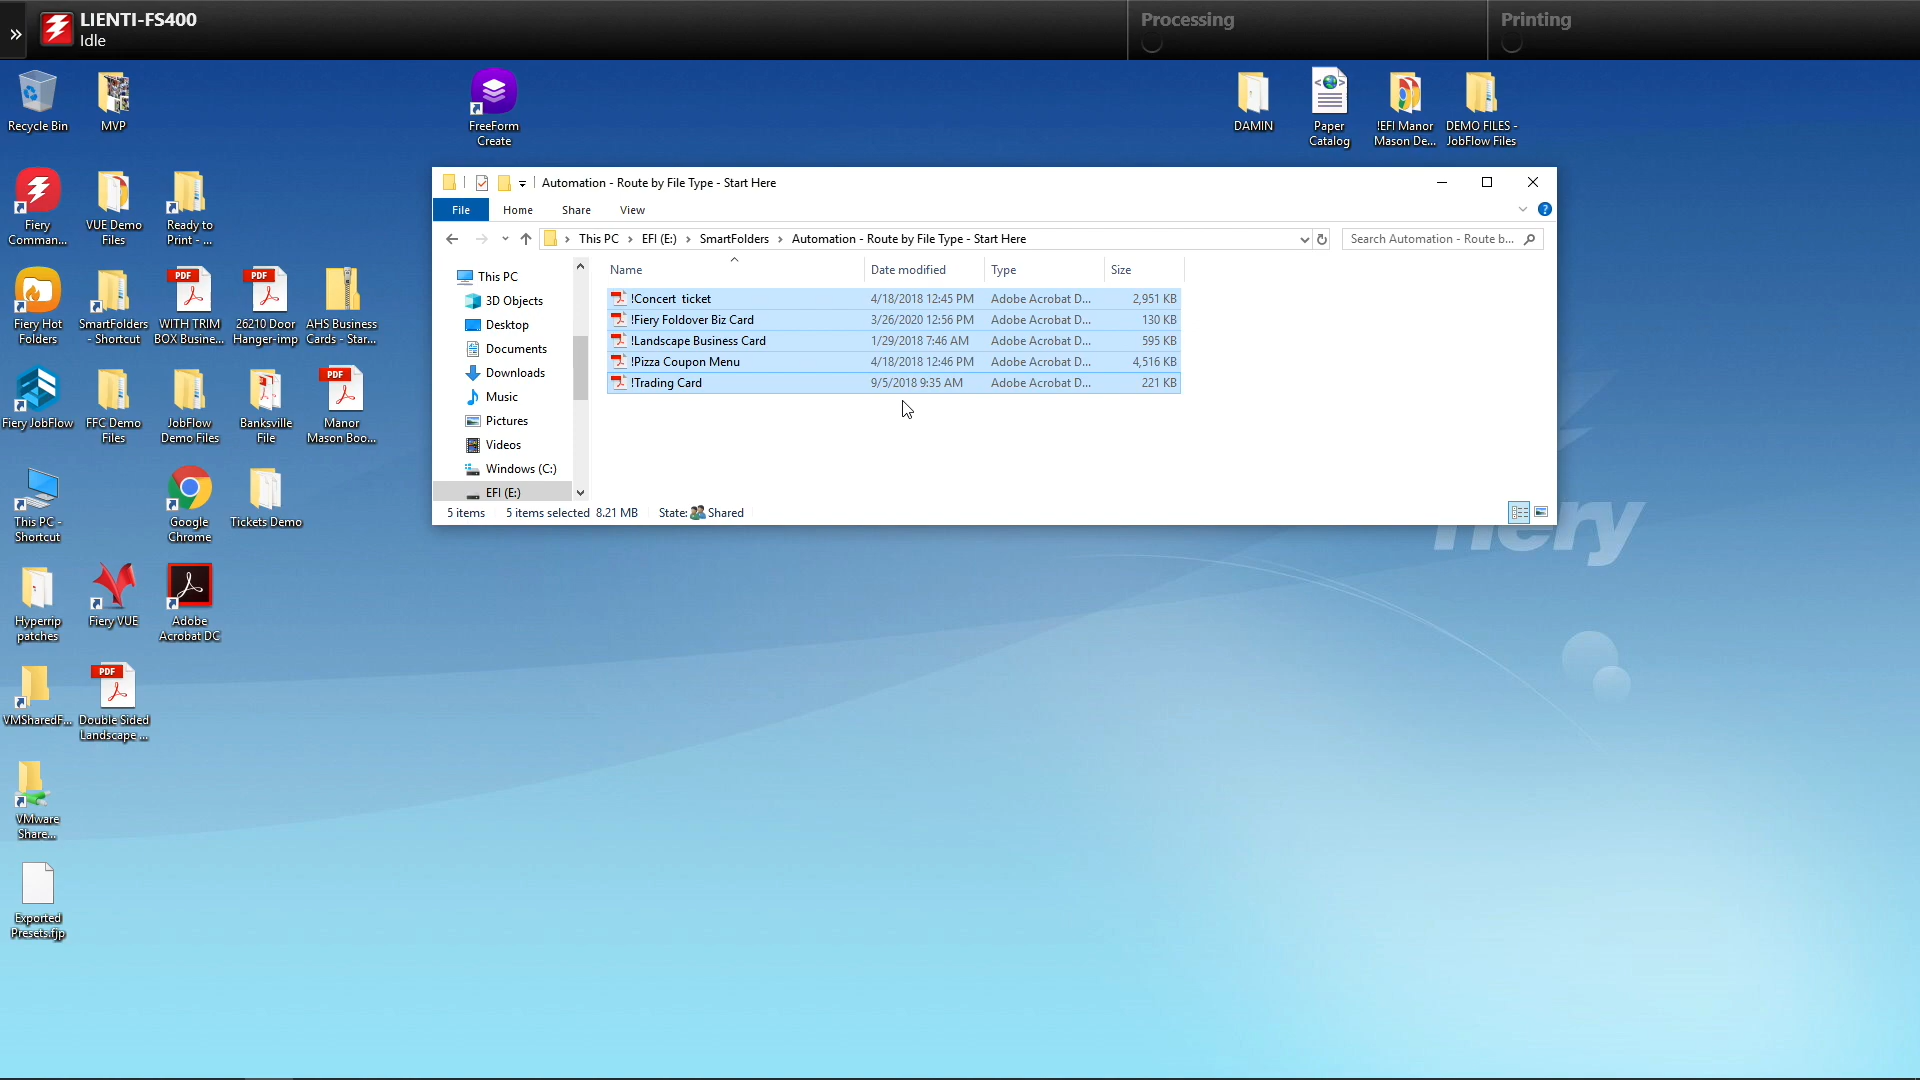 LIENTI-FS400
Idle
Processing
Printing
Recycle Bin
MVP
FreeForm
Create
DAMIN
Paper
Catalog
!EFI Manor
Mason De...
DEMO FILES -
JobFlow Files
Fiery
Comman...
VUE Demo
Files
Ready to
Print - ...
Fiery Hot
Folders
SmartFolders
- Shortcut
PDF
WITH TRIM
BOX Busine...
PDF
26210 Door
Hanger-imp
AHS Business
Cards - Star...
Fiery JobFlow
FFC Demo
Files
JobFlow
Demo Files
Banksville
File
PDF
Manor
Mason Boo...
This PC -
Shortcut
Google
Chrome
Tickets Demo
Hyperrip
patches
Fiery VUE
Adobe
Acrobat DC
VMSharedF...
PDF
Double Sided
Landscape ...
VMware
Share...
Exported
Presets.fjp
Automation - Route by File Type - Start Here
File Home Share View
This PC > EFI (E:) > SmartFolders > Automation - Route by File Type - Start Here
Search Automation - Route b...
This PC
3D Objects
Desktop
Documents
Downloads
Music
Pictures
Videos
Windows (C:)
EFI (E:)
Name Date modified Type Size
!Concert ticket 4/18/2018 12:45 PM Adobe Acrobat D... 2,951 KB
!Fiery Foldover Biz Card 3/26/2020 12:56 PM Adobe Acrobat D... 130 KB
!Landscape Business Card 1/29/2018 7:46 AM Adobe Acrobat D... 595 KB
!Pizza Coupon Menu 4/18/2018 12:46 PM Adobe Acrobat D... 4,516 KB
!Trading Card 9/5/2018 9:35 AM Adobe Acrobat D... 221 KB
5 items 5 items selected 8.21 MB State: Shared
fiery